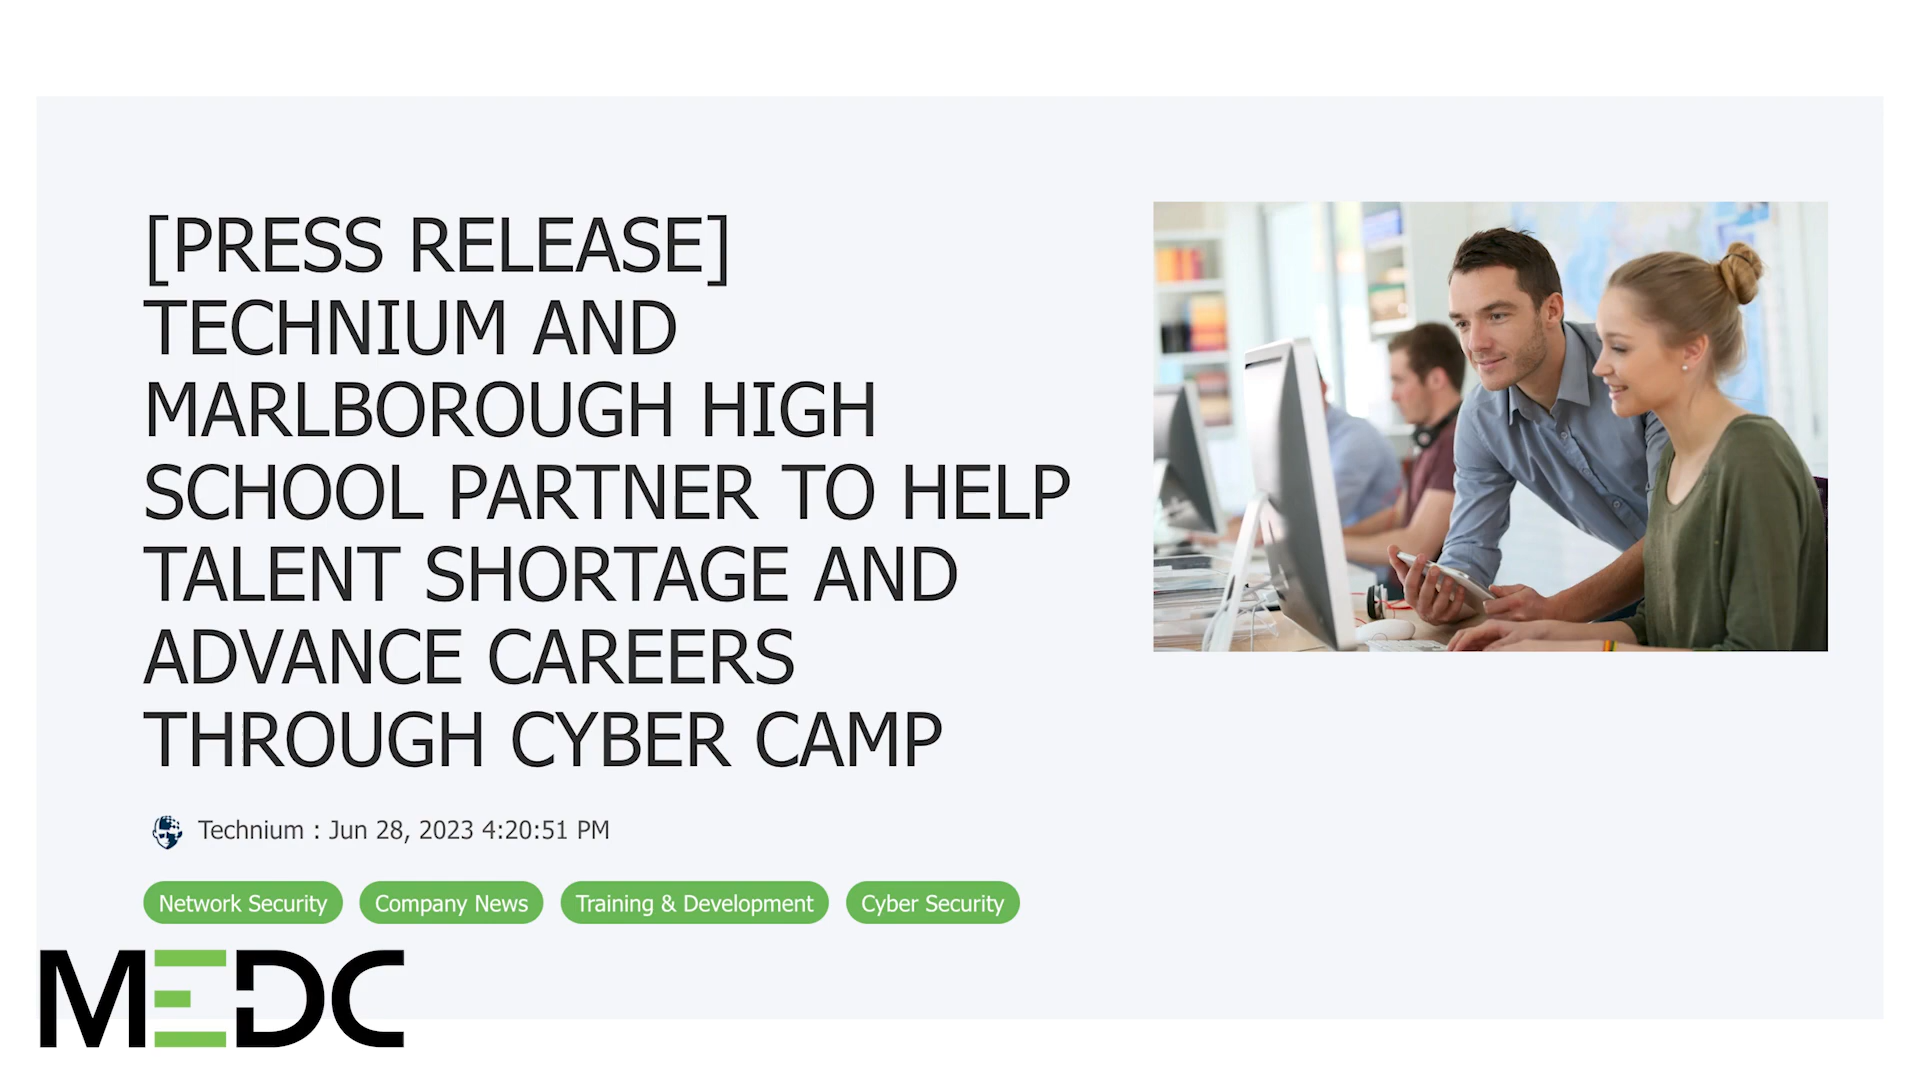 [PRESS RELEASE]
TECHNIUM AND
MARLBOROUGH HIGH
SCHOOL PARTNER TO HELP
TALENT SHORTAGE AND
ADVANCE CAREERS
THROUGH CYBER CAMP
Technium : Jun 28, 2023 4:20:51 PM
Network Security Company News Training & Development Cyber Security
MEDC